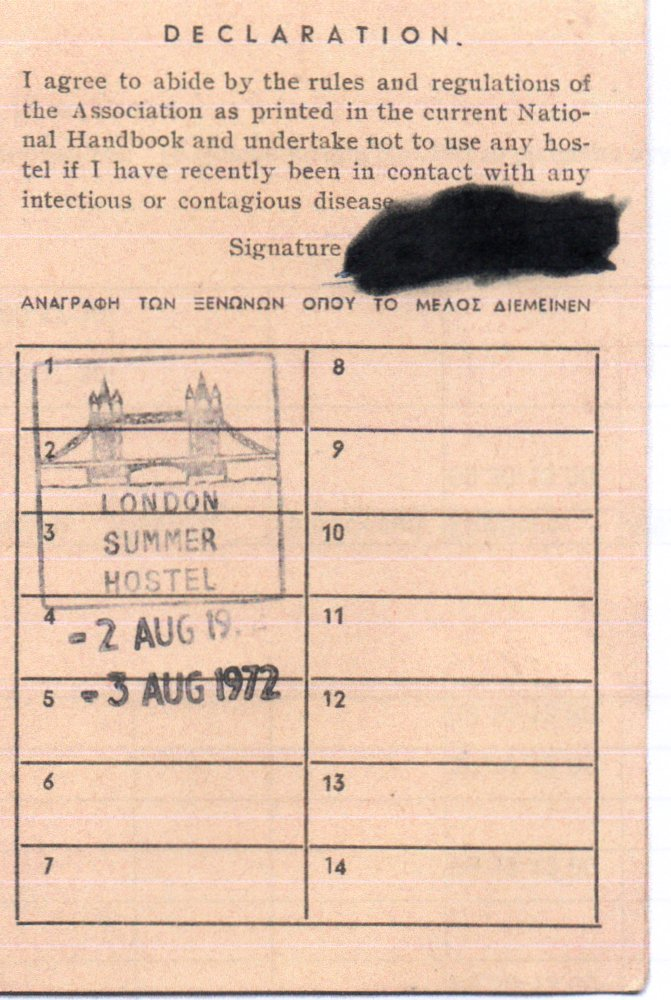 DECLARATION.
I agree to abide by the rules and regulations of
the Association as printed in the current Natio-
nal Handbook and undertake not to use any hos-
tel if I have recently been in contact with any
intectious or contagious disease
Signature
ΑΝΑΓΡΑΦΗ ΤΩΝ ΞΕΝΩΝΩΝ ΟΠΟΥ ΤΟ ΜΕΛΟΣ ΔΙΕΜΕΙΝΕΝ
1
2
LONDON
3
SUMMER
HOSTEL
4
- 2 AUG 19
5
- 3 AUG 1972
6
7
8
9
10
11
12
13
14